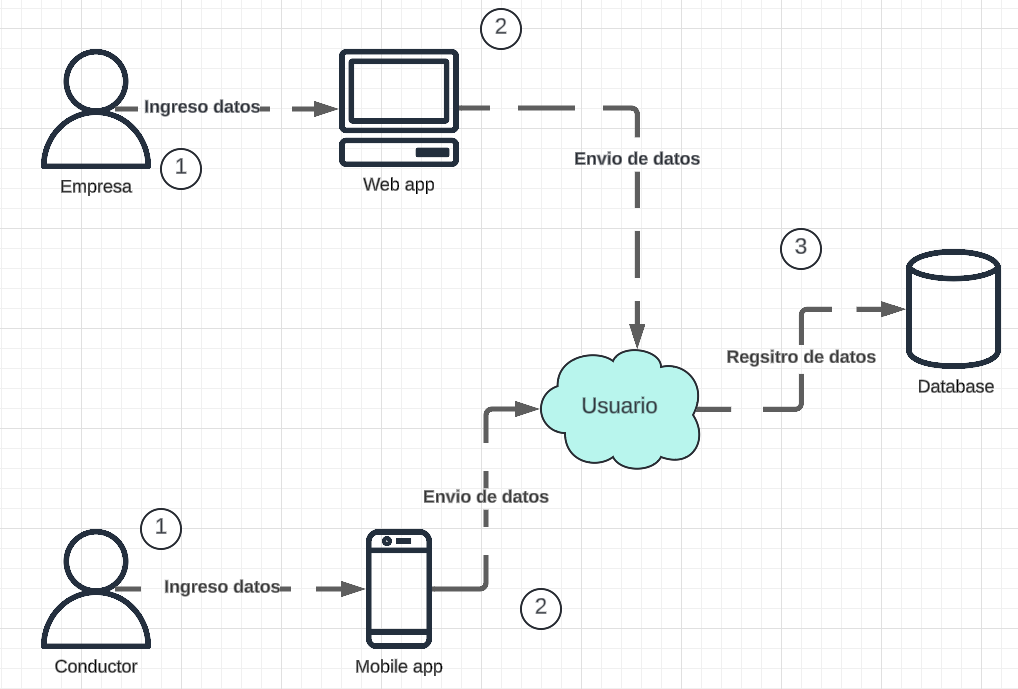 2
Ingreso datos
1
Empresa
Web app
Envio de datos
3
Regsitro de datos
Database
Usuario
Envio de datos
1
Ingreso datos
2
Conductor
Mobile app